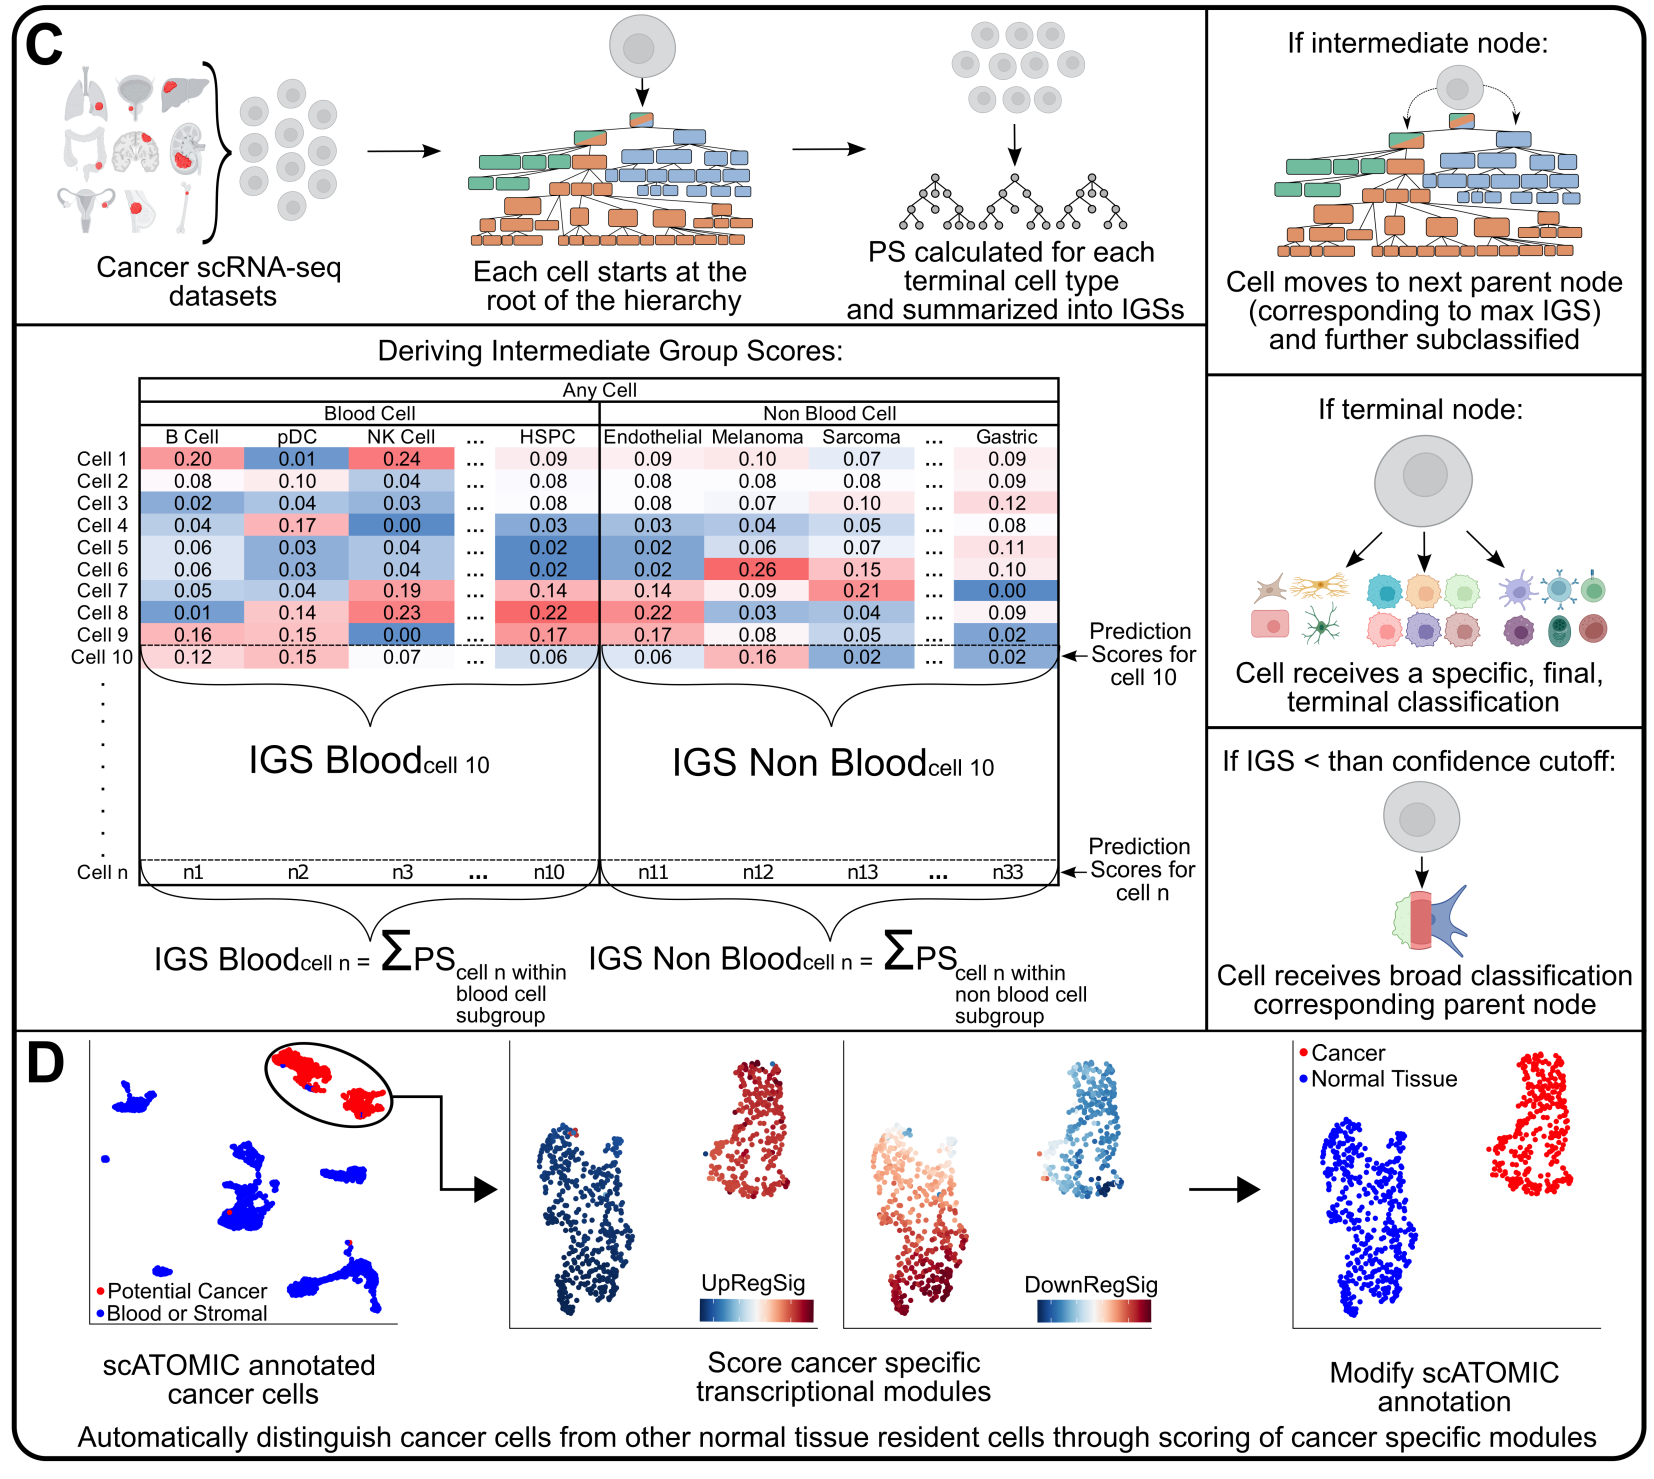 C
Cancer scRNA-seq
datasets
Each cell starts at the
root of the hierarchy
PS calculated for each
terminal cell type
and summarized into IGSs
If intermediate node:
Cell moves to next parent node
(corresponding to max IGS)
and further subclassified
Deriving Intermediate Group Scores:
Any Cell
Blood Cell Non Blood Cell
B Cell pDC NK Cell ... HSPC Endothelial Melanoma Sarcoma ... Gastric
Cell 1 0.20 0.01 0.24 ... 0.09 0.09 0.10 0.07 ... 0.09
Cell 2 0.08 0.10 0.04 ... 0.08 0.08 0.08 0.08 ... 0.09
Cell 3 0.02 0.04 0.03 ... 0.08 0.08 0.07 0.10 ... 0.12
Cell 4 0.04 0.17 0.00 ... 0.03 0.03 0.04 0.05 ... 0.08
Cell 5 0.06 0.03 0.04 ... 0.02 0.02 0.06 0.07 ... 0.11
Cell 6 0.06 0.03 0.04 ... 0.02 0.02 0.26 0.15 ... 0.10
Cell 7 0.05 0.04 0.19 ... 0.14 0.14 0.09 0.21 ... 0.00
Cell 8 0.01 0.14 0.23 ... 0.22 0.22 0.03 0.04 ... 0.09
Cell 9 0.16 0.15 0.00 ... 0.17 0.17 0.08 0.05 ... 0.02
Cell 10 0.12 0.15 0.07 ... 0.06 0.06 0.16 0.02 ... 0.02
Prediction
Scores for
cell 10
IGS Blood cell 10 IGS Non Blood cell 10
Cell n n1 n2 n3 ... n10 n11 n12 n13 ... n33
Prediction
Scores for
cell n
IGS Blood cell n = ΣPS cell n within
blood cell
subgroup
IGS Non Blood cell n = ΣPS cell n within
non blood cell
subgroup
If terminal node:
Cell receives a specific, final,
terminal classification
If IGS < than confidence cutoff:
Cell receives broad classification
corresponding parent node
D
Potential Cancer
Blood or Stromal
scATOMIC annotated
cancer cells
UpRegSig
DownRegSig
Score cancer specific
transcriptional modules
Cancer
Normal Tissue
Modify scATOMIC
annotation
Automatically distinguish cancer cells from other normal tissue resident cells through scoring of cancer specific modules